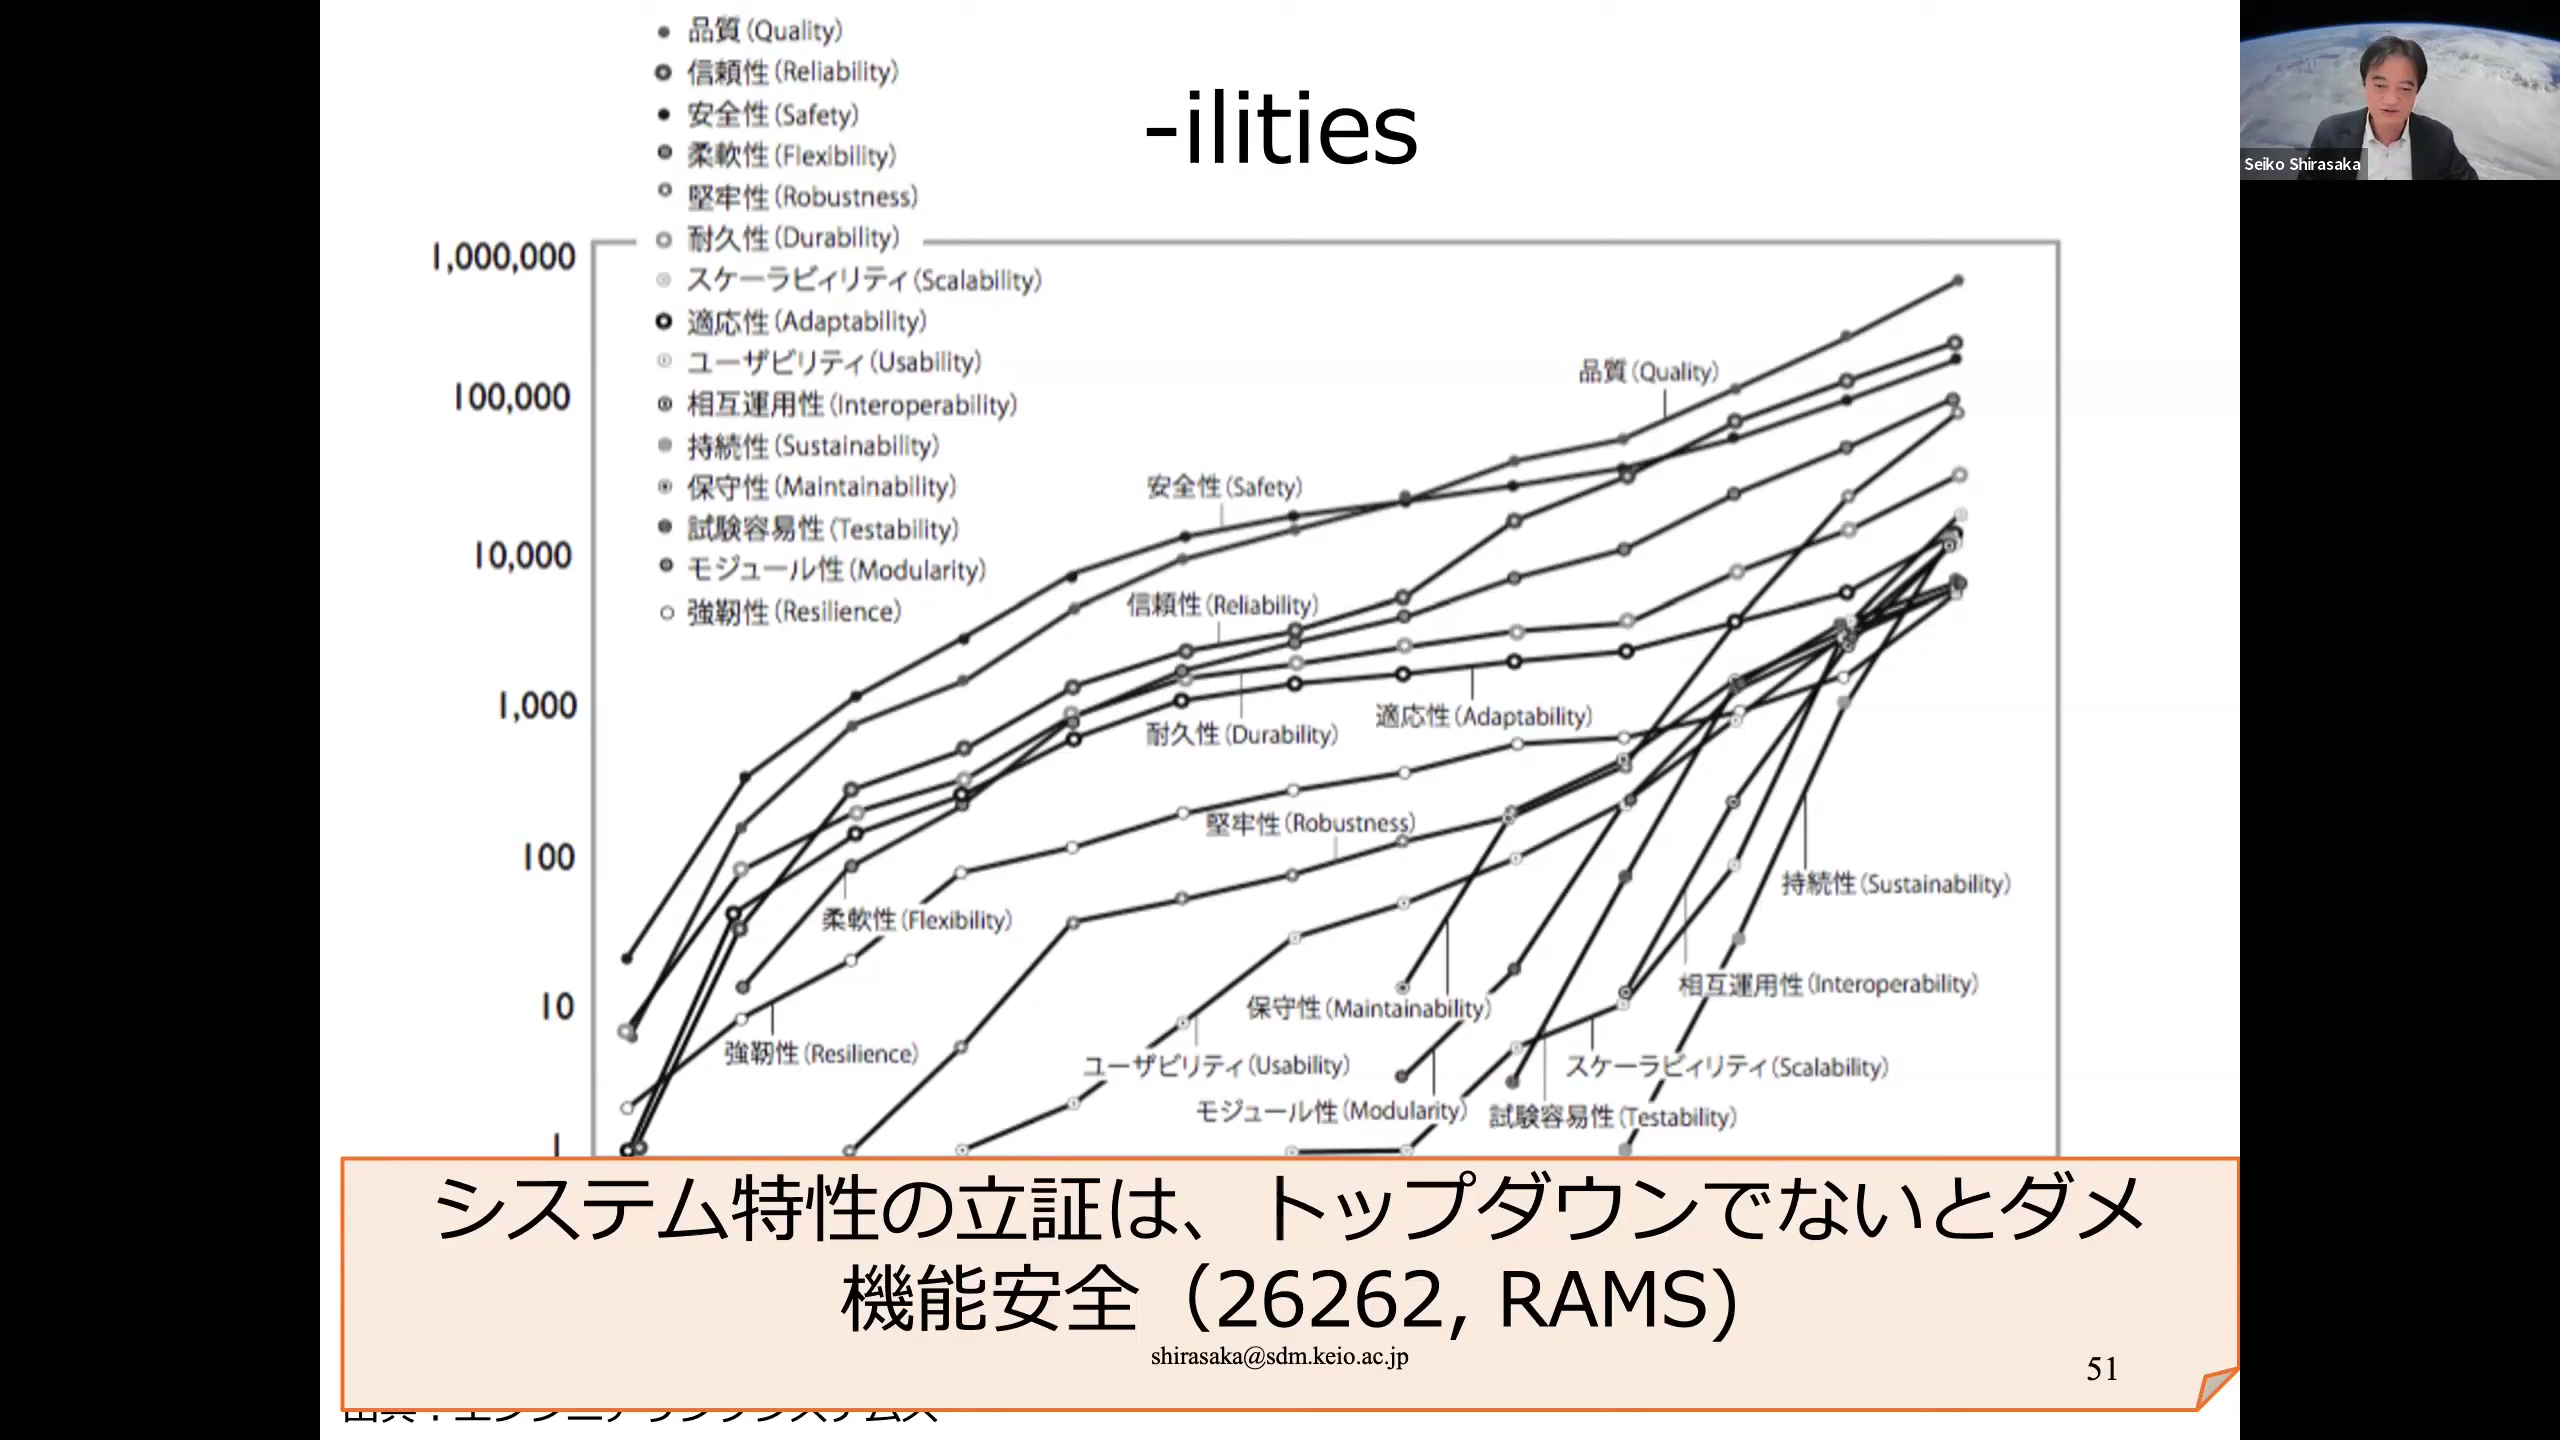 品質(Quality)
信頼性(Reliability)
安全性(Safety)
柔軟性(Flexibility)
堅牢性(Robustness)
耐久性(Durability)
スケーラビィリティ(Scalability)
適応性(Adaptability)
ユーザビリティ(Usability)
相互運用性(Interoperability)
持続性(Sustainability)
保守性(Maintainability)
試験容易性(Testability)
モジュール性(Modularity)
強靭性(Resilience)
-ilities
Seiko Shirasaka
1,000,000
100,000
10,000
1,000
100
10
1
品質(Quality)
安全性(Safety)
信頼性(Reliability)
耐久性(Durability)
適応性(Adaptability)
堅牢性(Robustness)
柔軟性(Flexibility)
持続性(Sustainability)
相互運用性(Interoperability)
保守性(Maintainability)
強靭性(Resilience)
ユーザビリティ(Usability)
スケーラビィリティ(Scalability)
モジュール性(Modularity)
試験容易性(Testability)
システム特性の立証は、トップダウンでないとダメ
機能安全（26262, RAMS)
shirasaka@sdm.keio.ac.jp
51